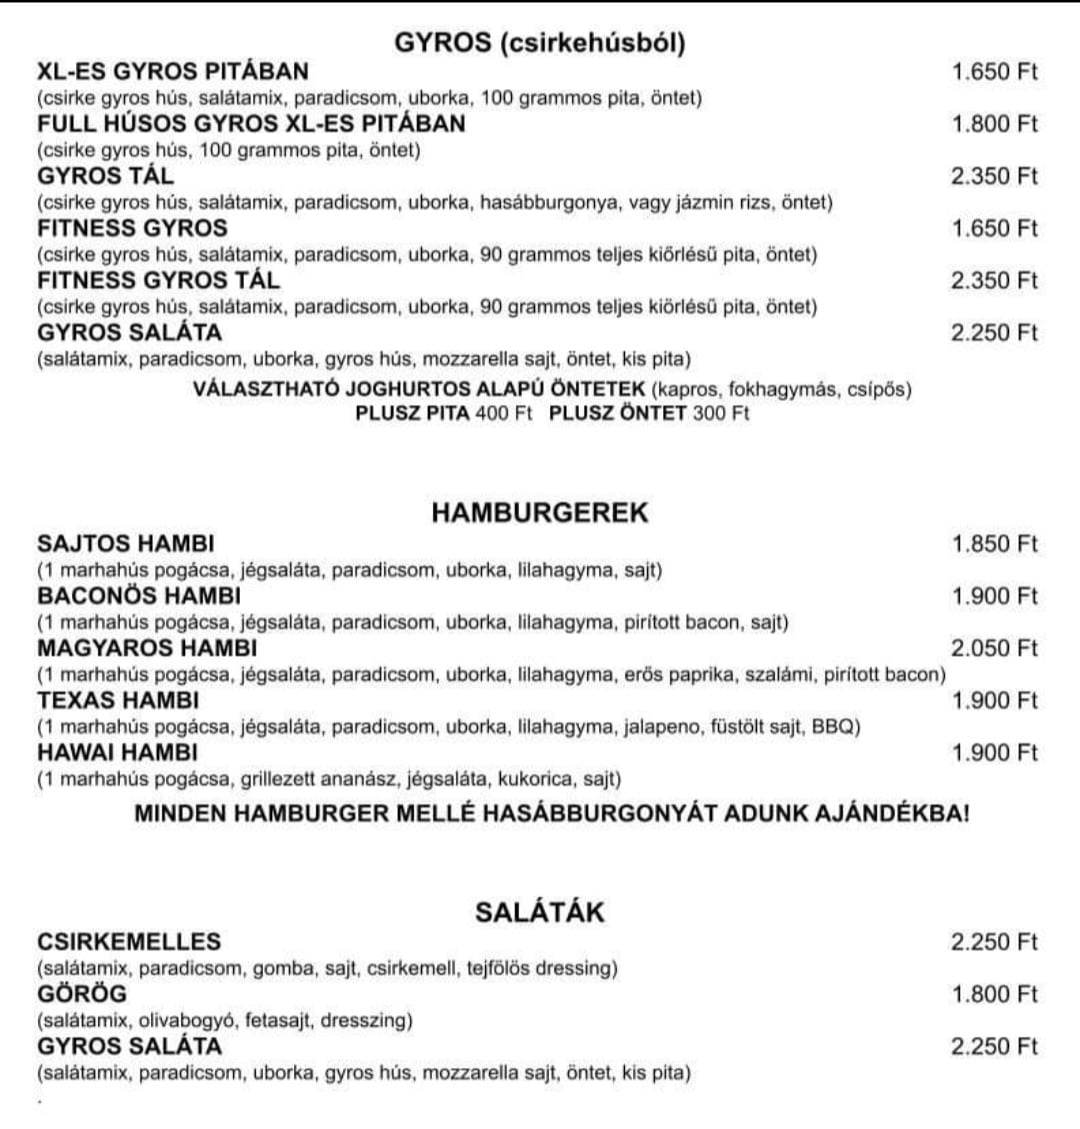 GYROS (csirkehúsból)
XL-ES GYROS PITÁBAN 1.650 Ft
(csirke gyros hús, salátamix, paradicsom, uborka, 100 grammos pita, öntet)
FULL HÚSOS GYROS XL-ES PITÁBAN 1.800 Ft
(csirke gyros hús, 100 grammos pita, öntet)
GYROS TÁL 2.350 Ft
(csirke gyros hús, salátamix, paradicsom, uborka, hasábburgonya, vagy jázmin rizs, öntet)
FITNESS GYROS 1.650 Ft
(csirke gyros hús, salátamix, paradicsom, uborka, 90 grammos teljes kiőrlésű pita, öntet)
FITNESS GYROS TÁL 2.350 Ft
(csirke gyros hús, salátamix, paradicsom, uborka, 90 grammos teljes kiörlésű pita, öntet)
GYROS SALÁTA 2.250 Ft
(salátamix, paradicsom, uborka, gyros hús, mozzarella sajt, öntet, kis pita)
VÁLASZTHATÓ JOGHURTOS ALAPÚ ÖNTETEK (kapros, fokhagymás, csípős)
PLUSZ PITA 400 Ft PLUSZ ÖNTET 300 Ft
HAMBURGEREK
SAJTOS HAMBI 1.850 Ft
(1 marhahús pogácsa, jégsaláta, paradicsom, uborka, lilahagyma, sajt)
BACONÖS HAMBI 1.900 Ft
(1 marhahús pogácsa, jégsaláta, paradicsom, uborka, lilahagyma, pirított bacon, sajt)
MAGYAROS HAMBI 2.050 Ft
(1 marhahús pogácsa, jégsaláta, paradicsom, uborka, lilahagyma, erős paprika, szalámi, pirított bacon)
TEXAS HAMBI 1.900 Ft
(1 marhahús pogácsa, jégsaláta, paradicsom, uborka, lilahagyma, jalapeno, füstölt sajt, BBQ)
HAWAI HAMBI 1.900 Ft
(1 marhahús pogácsa, grillezett ananász, jégsaláta, kukorica, sajt)
MINDEN HAMBURGER MELLÉ HASÁBBURGONYÁT ADUNK AJÁNDÉKBA!
SALÁTÁK
CSIRKEMELLES 2.250 Ft
(salátamix, paradicsom, gomba, sajt, csirkemell, tejfölös dressing)
GÖRÖG 1.800 Ft
(salátamix, olivabogyó, fetasajt, dresszing)
GYROS SALÁTA 2.250 Ft
(salátamix, paradicsom, uborka, gyros hús, mozzarella sajt, öntet, kis pita)
.